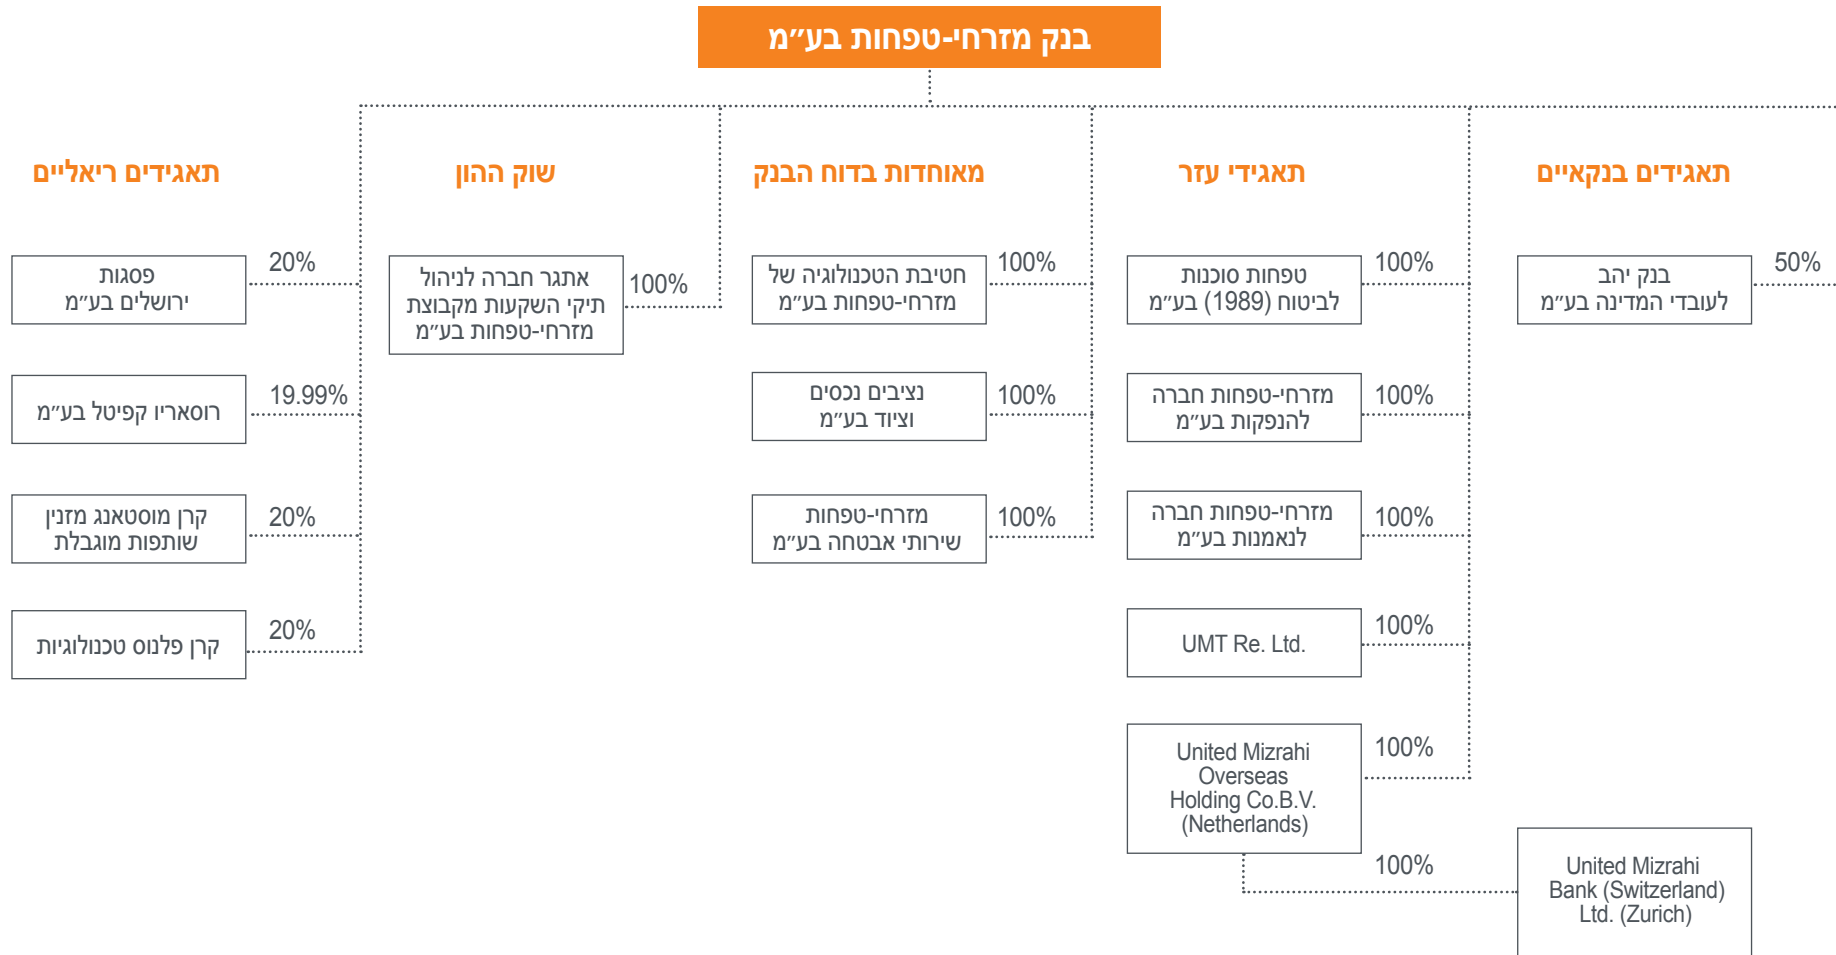 בנק מזרחי-טפחות בע״מ
תאגידים בנקאיים
בנק יהב
לעובדי המדינה בע״מ
50%
United Mizrahi
Bank (Switzerland)
Ltd. (Zurich)
100%
תאגידי עזר
טפחות סוכנות
לביטוח (1989) בע״מ
100%
מזרחי-טפחות חברה
להנפקות בע״מ
100%
מזרחי-טפחות חברה
לנאמנות בע״מ
100%
UMT Re. Ltd.
100%
United Mizrahi
Overseas
Holding Co.B.V.
(Netherlands)
100%
מאוחדות בדוח הבנק
חטיבת הטכנולוגיה של
מזרחי-טפחות בע״מ
100%
נציבים נכסים
וציוד בע״מ
100%
מזרחי-טפחות
שירותי אבטחה בע״מ
100%
שוק ההון
אתגר חברה לניהול
תיקי השקעות מקבוצת
מזרחי-טפחות בע״מ
100%
תאגידים ריאליים
פסגות
ירושלים בע״מ
20%
רוסאריו קפיטל בע״מ
19.99%
קרן מוסטאנג מזנין
שותפות מוגבלת
20%
קרן פלנוס טכנולוגיות
20%